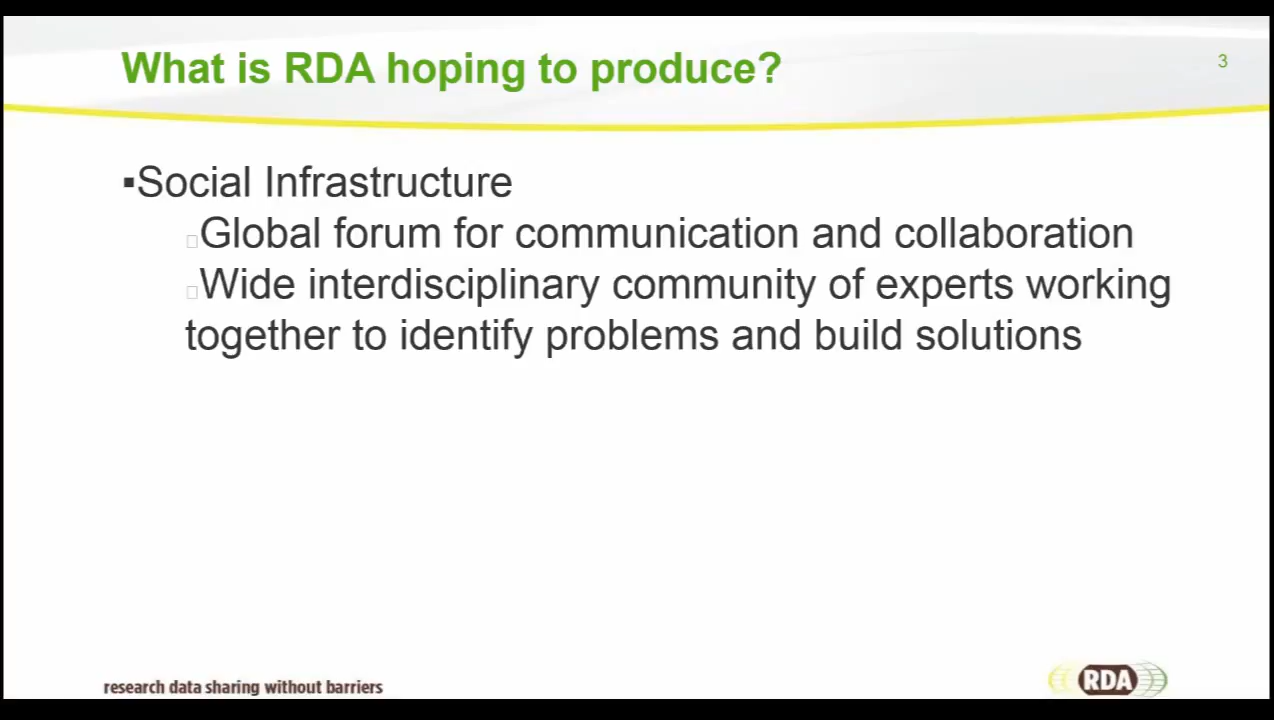 What is RDA hoping to produce?
3
▪Social Infrastructure
□Global forum for communication and collaboration
□Wide interdisciplinary community of experts working
together to identify problems and build solutions
research data sharing without barriers
RDA